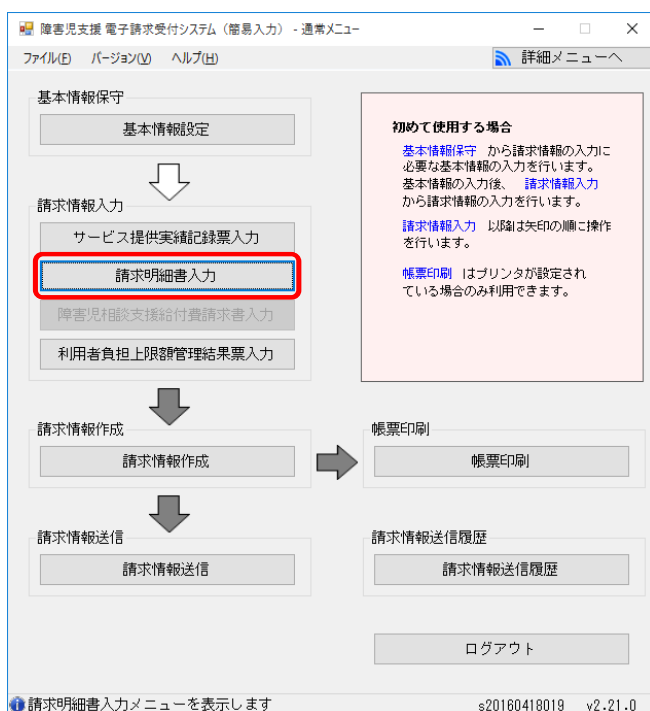 障害児支援 電子請求受付システム（簡易入力） - 通常メニュー
ファイル(F) バージョン(V) ヘルプ(H)
詳細メニューへ
基本情報保守
基本情報設定
請求情報入力
サービス提供実績記録票入力
請求明細書入力
障害児相談支援給付費請求書入力
利用者負担上限額管理結果票入力
初めて使用する場合
基本情報保守 から請求情報の入力に
必要な基本情報の入力を行います。
基本情報の入力後、 請求情報入力
から請求情報の入力を行います。
請求情報入力 以降は矢印の順に操作
を行います。
帳票印刷 はプリンタが設定され
ている場合のみ利用できます。
請求情報作成
請求情報作成
帳票印刷
帳票印刷
請求情報送信
請求情報送信
請求情報送信履歴
請求情報送信履歴
ログアウト
請求明細書入力メニューを表示します
s20160418019 v2.21.0